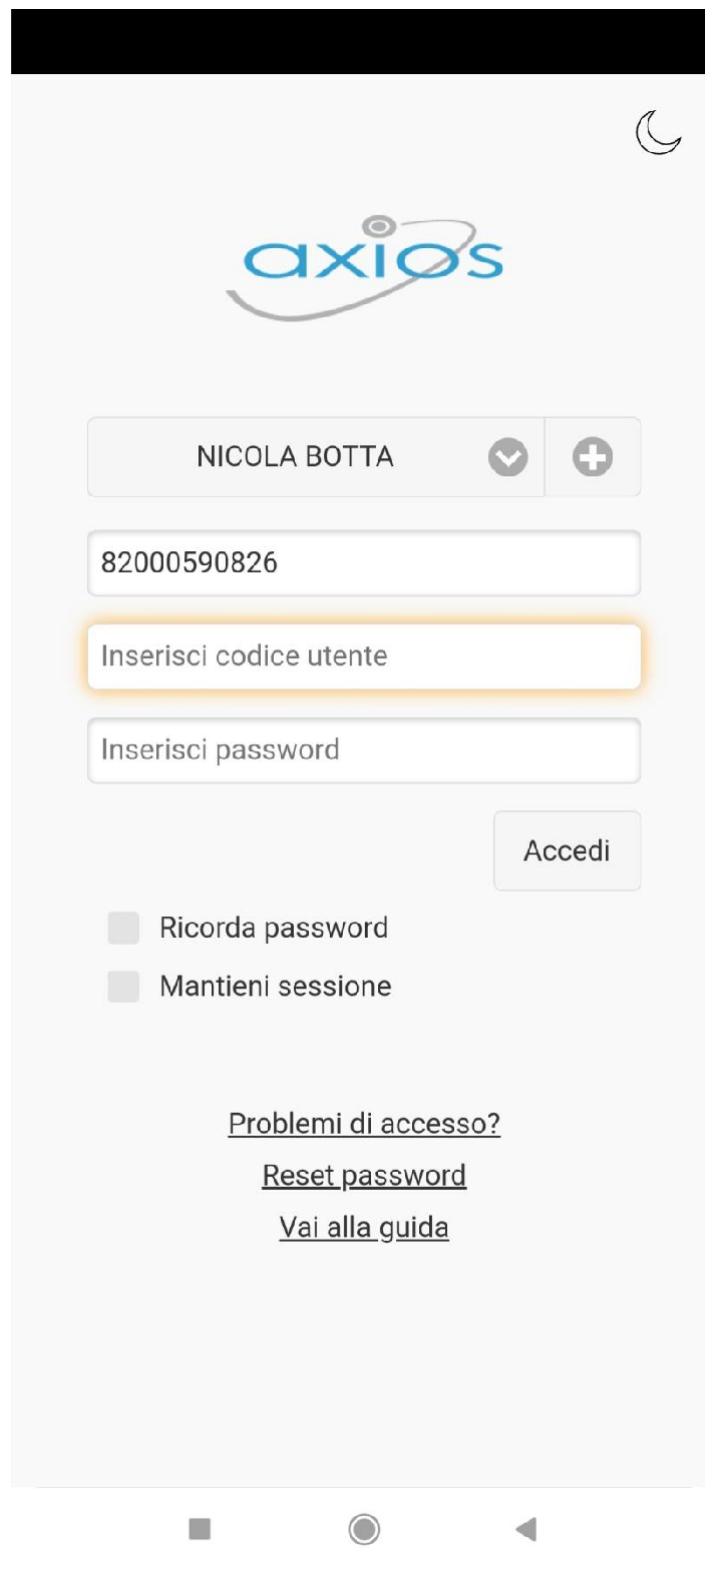 axios
NICOLA BOTTA
82000590826
Inserisci codice utente
Inserisci password
Accedi
Ricorda password
Mantieni sessione
Problemi di accesso?
Reset password
Vai alla guida